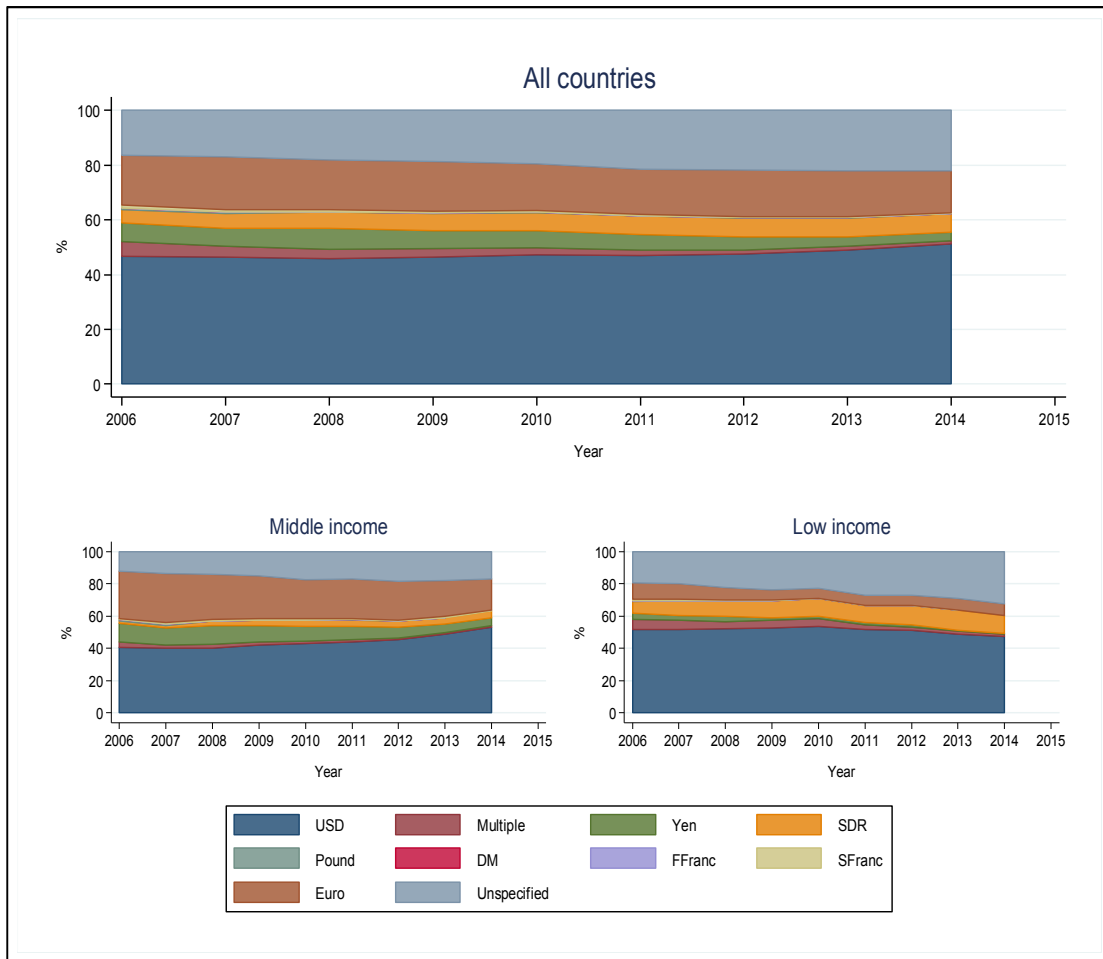 All countries
100
80
60
40
20
0
%
2006 2007 2008 2009 2010 2011 2012 2013 2014 2015
Year
Middle income
100
80
60
40
20
0
%
2006 2007 2008 2009 2010 2011 2012 2013 2014 2015
Year
Low income
100
80
60
40
20
0
%
2006 2007 2008 2009 2010 2011 2012 2013 2014 2015
Year
USD Multiple Yen SDR
Pound DM FFranc SFranc
Euro Unspecified